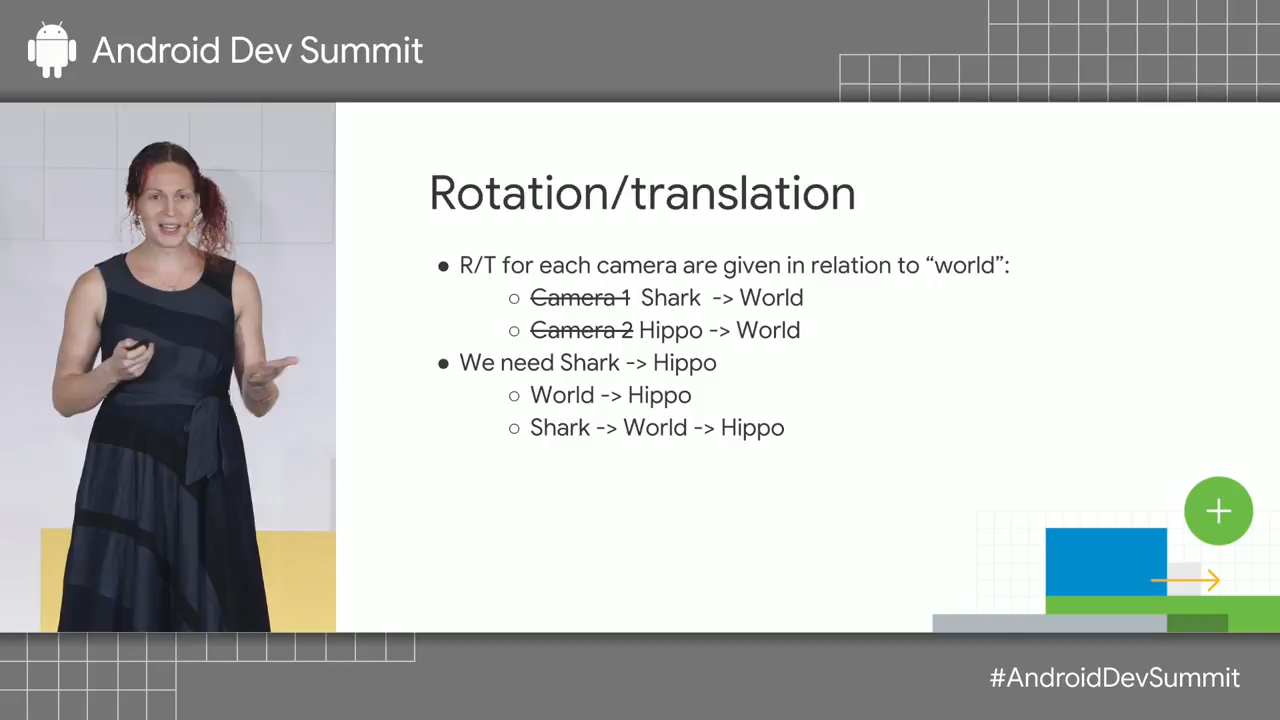 Android Dev Summit
Rotation/translation
● R/T for each camera are given in relation to “world”:
○ Camera 1 Shark -> World
○ Camera 2 Hippo -> World
● We need Shark -> Hippo
○ World -> Hippo
○ Shark -> World -> Hippo
#AndroidDevSummit